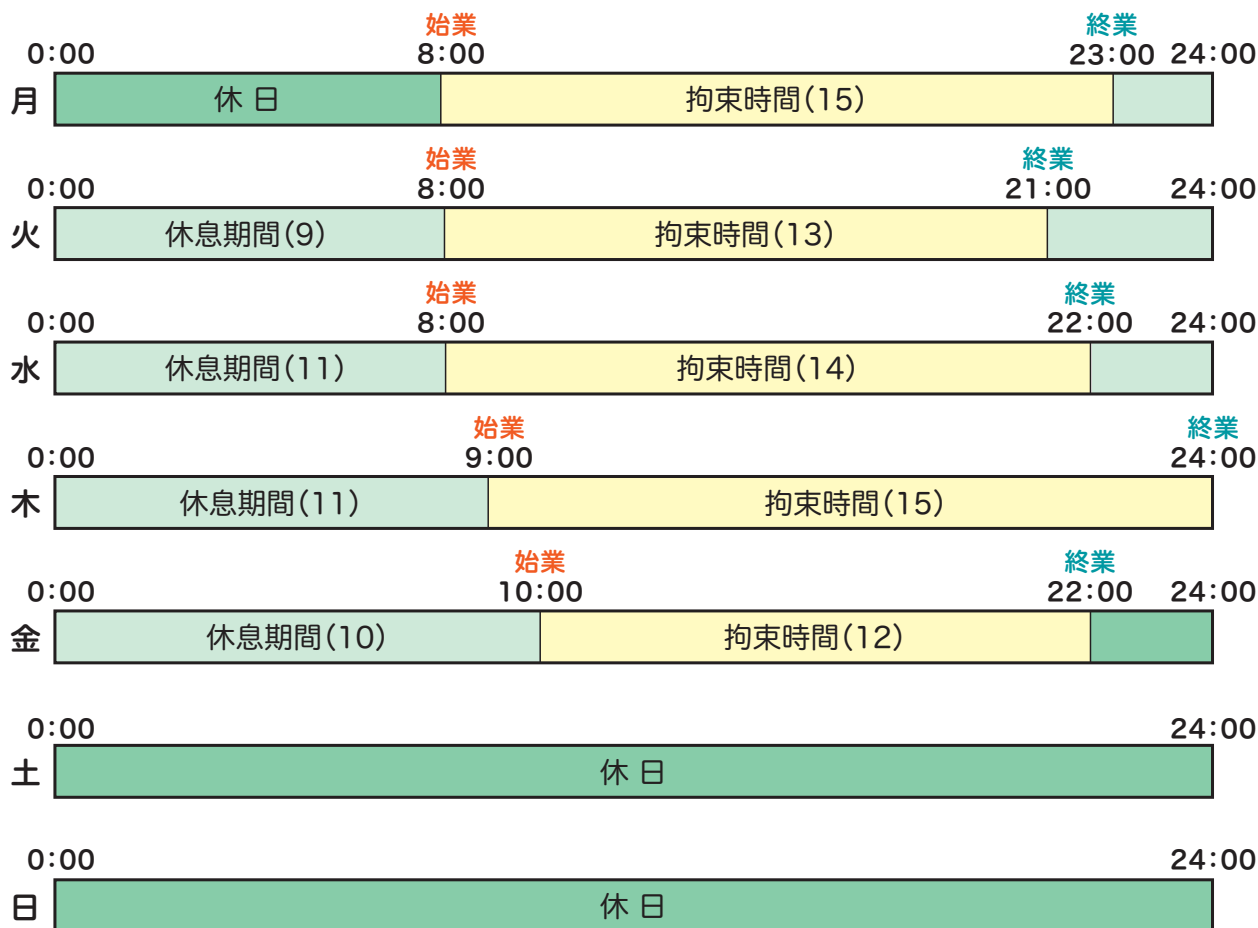 始業 終業
0:00 8:00 23:00 24:00
月 休 日 拘束時間(15)
始業 終業
0:00 8:00 21:00 24:00
火 休息期間(9) 拘束時間(13)
始業 終業
0:00 8:00 22:00 24:00
水 休息期間(11) 拘束時間(14)
始業 終業
0:00 9:00 24:00
木 休息期間(11) 拘束時間(15)
始業 終業
0:00 10:00 22:00 24:00
金 休息期間(10) 拘束時間(12)
0:00 24:00
土 休 日
0:00 24:00
日 休 日